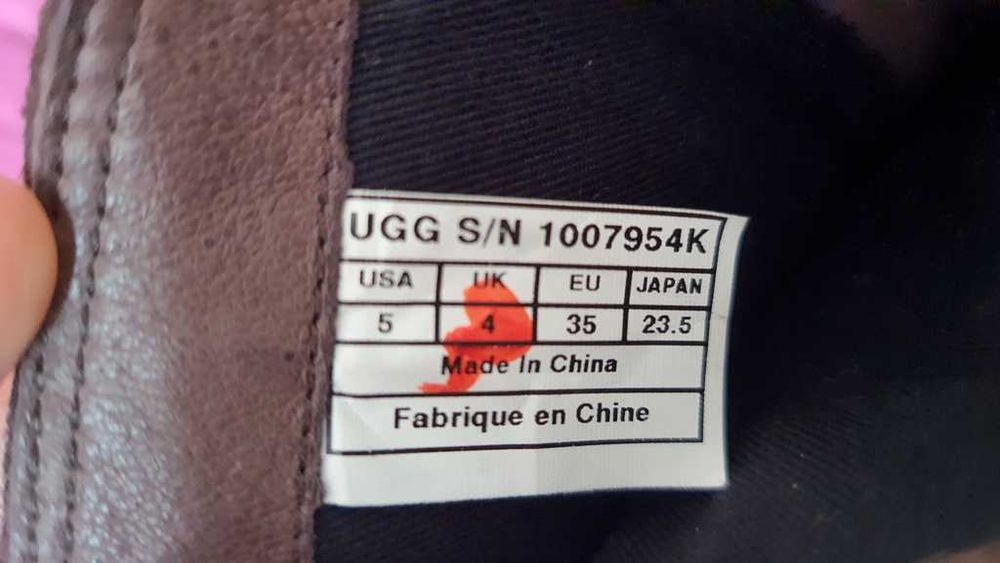 UGG S/N 1007954K
USA UK EU JAPAN
5 4 35 23.5
Made In China
Fabrique en Chine